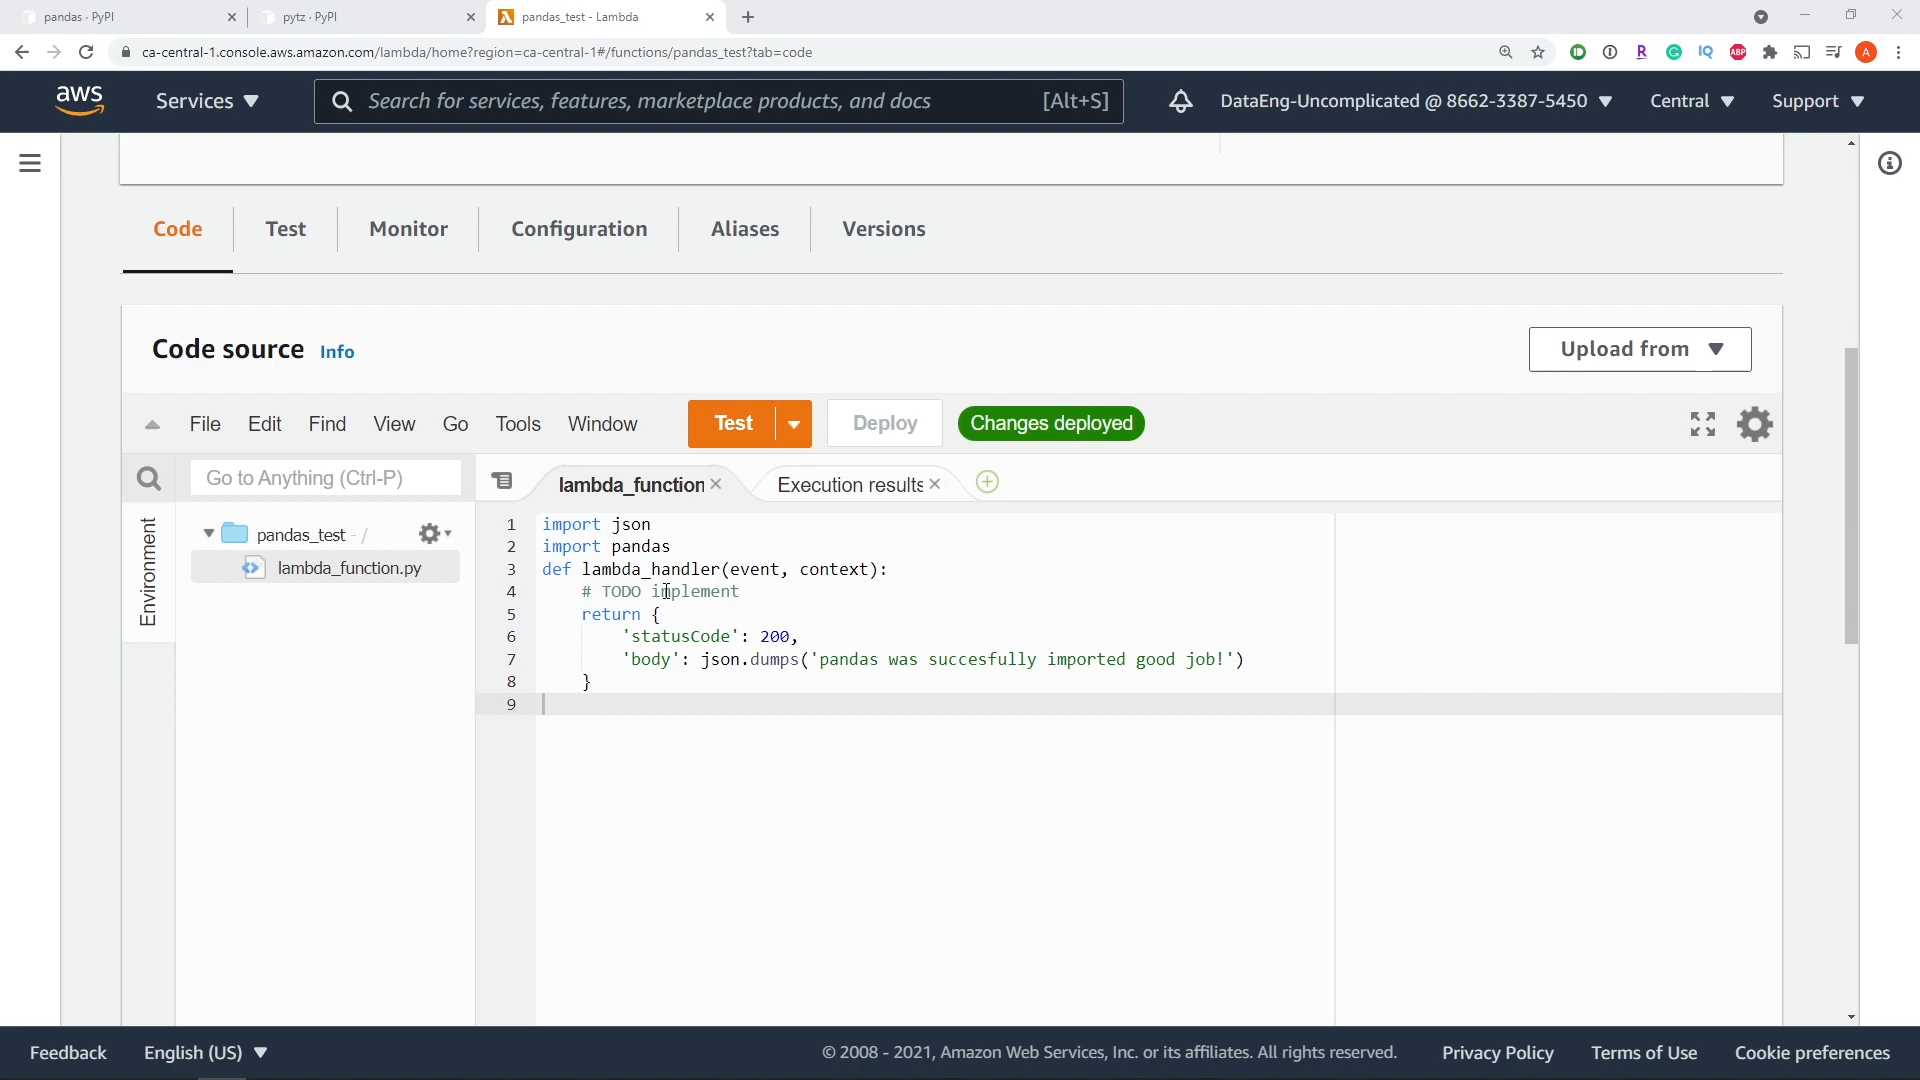 pandas · PyPI
pytz · PyPI
pandas_test - Lambda
ca-central-1.console.aws.amazon.com/lambda/home?region=ca-central-1#/functions/pandas_test?tab=code
R
IQ
ABP
A
aws
Services
Search for services, features, marketplace products, and docs
[Alt+S]
DataEng-Uncomplicated @ 8662-3387-5450
Central
Support
Code
Test
Monitor
Configuration
Aliases
Versions
Code source
Info
Upload from
File
Edit
Find
View
Go
Tools
Window
Test
Deploy
Changes deployed
Go to Anything (Ctrl-P)
lambda_function
Execution results
Environment
pandas_test - /
lambda_function.py
1 import json
2 import pandas
3 def lambda_handler(event, context):
4 # TODO implement
5 return {
6 'statusCode': 200,
7 'body': json.dumps('pandas was succesfully imported good job!')
8 }
9
Feedback
English (US)
© 2008 - 2021, Amazon Web Services, Inc. or its affiliates. All rights reserved.
Privacy Policy
Terms of Use
Cookie preferences